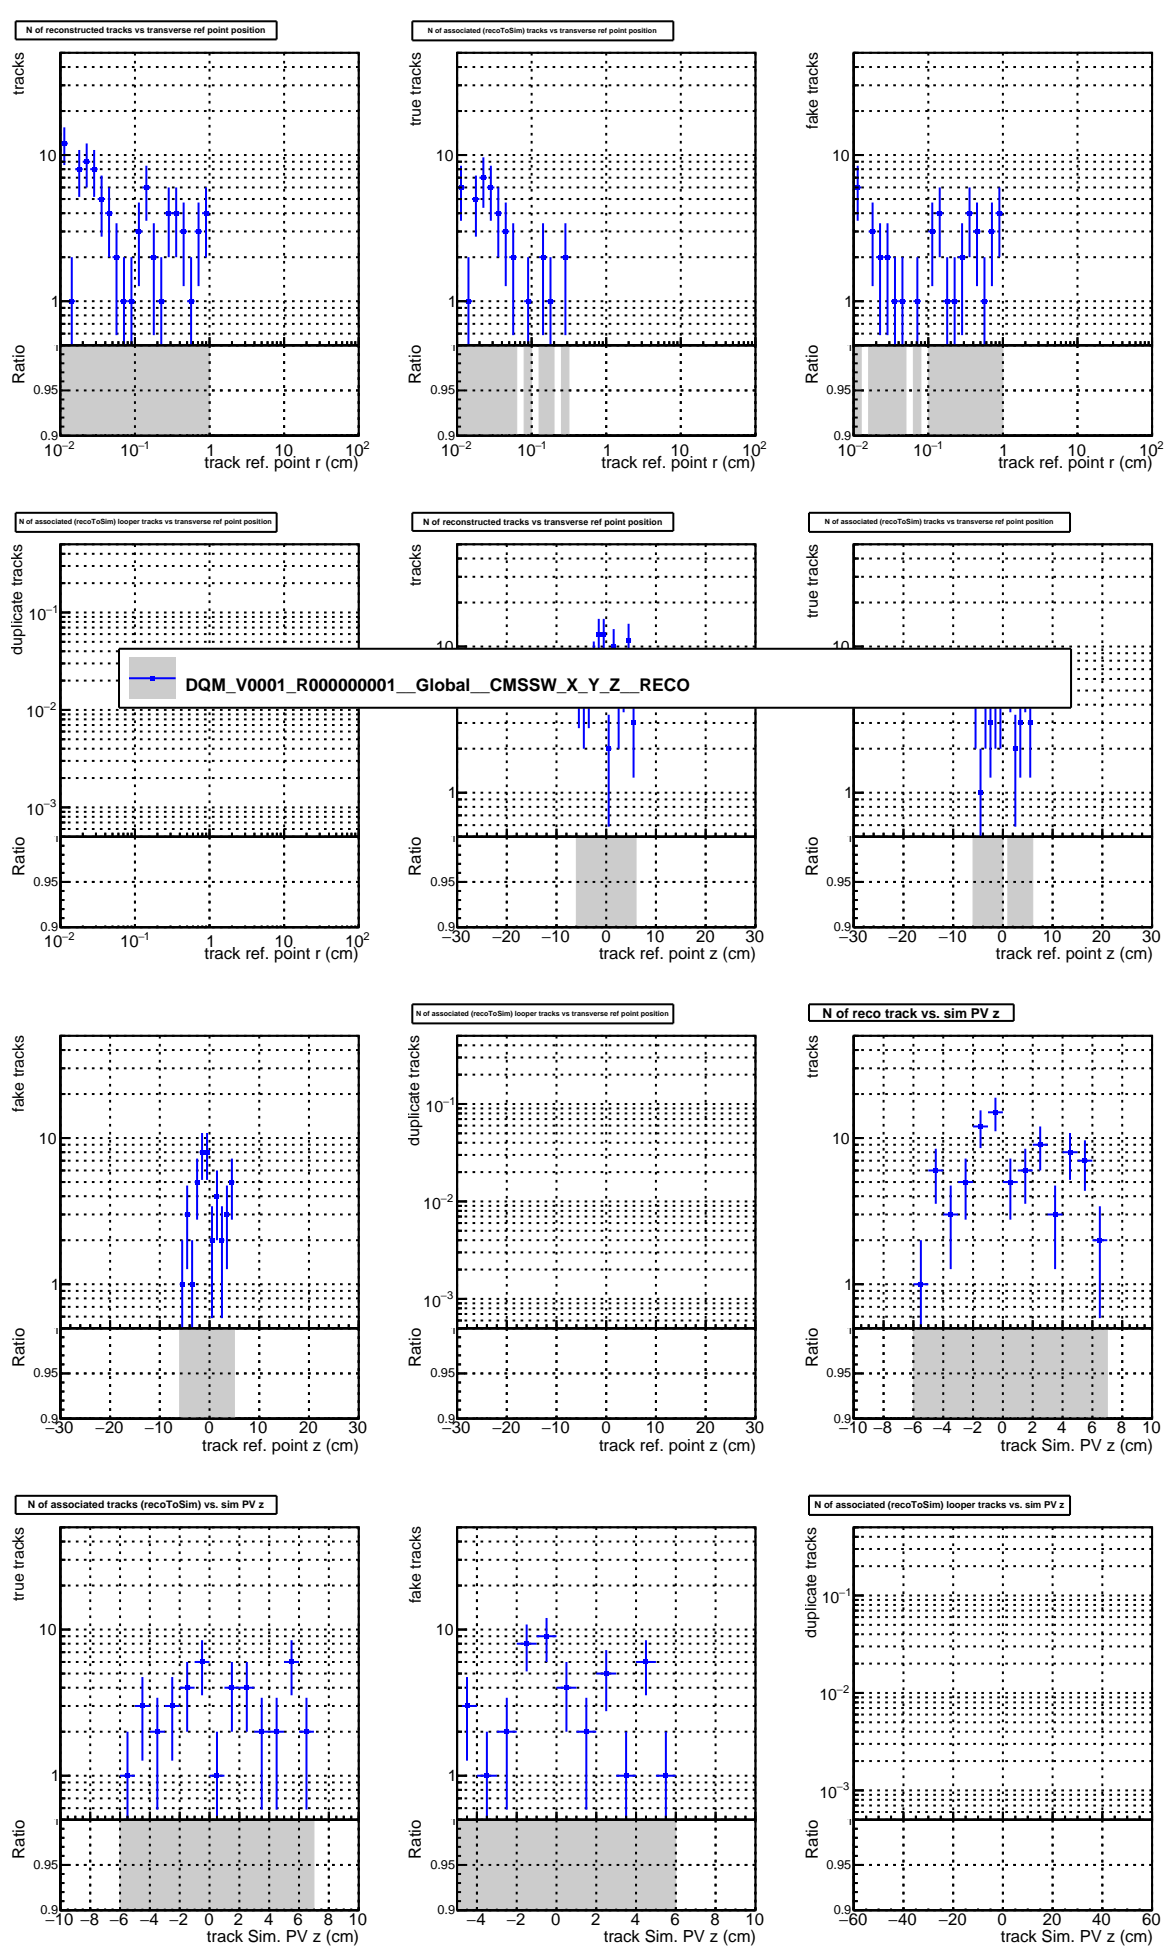 N of reconstructed tracks vs transverse ref point position
tracks
10
1
Ratio
1
0.95
0.9
10−2 10−1 1 10 102
track ref. point r (cm)
N of associated (recoToSim) tracks vs transverse ref point position
true tracks
10
1
Ratio
1
0.95
0.9
10−2 10−1 1 10 102
track ref. point r (cm)
fake tracks
10
1
Ratio
1
0.95
0.9
10−2 10−1 1 10 102
track ref. point r (cm)
N of associated (recoToSim) looper tracks vs transverse ref point position
duplicate tracks
10−1
10−2
10−3
Ratio
1
0.95
0.9
10−2 10−1 1 10 102
track ref. point r (cm)
N of reconstructed tracks vs transverse ref point position
tracks
10
1
Ratio
1
0.95
0.9
−30 −20 −10 0 10 20 30
track ref. point z (cm)
N of associated (recoToSim) tracks vs transverse ref point position
true tracks
10
1
Ratio
1
0.95
0.9
−30 −20 −10 0 10 20 30
track ref. point z (cm)
DQM_V0001_R000000001__Global__CMSSW_X_Y_Z__RECO
fake tracks
10
1
Ratio
1
0.95
0.9
−30 −20 −10 0 10 20 30
track ref. point z (cm)
N of associated (recoToSim) looper tracks vs transverse ref point position
duplicate tracks
10−1
10−2
10−3
Ratio
1
0.95
0.9
−30 −20 −10 0 10 20 30
track ref. point z (cm)
N of reco track vs. sim PV z
tracks
10
1
Ratio
1
0.95
0.9
−10 −8 −6 −4 −2 0 2 4 6 8 10
track Sim. PV z (cm)
N of associated tracks (recoToSim) vs. sim PV z
true tracks
10
1
Ratio
1
0.95
0.9
−10 −8 −6 −4 −2 0 2 4 6 8 10
track Sim. PV z (cm)
fake tracks
10
1
Ratio
1
0.95
0.9
−4 −2 0 2 4 6 8 10
track Sim. PV z (cm)
N of associated (recoToSim) looper tracks vs. sim PV z
duplicate tracks
10−1
10−2
10−3
Ratio
1
0.95
0.9
−60 −40 −20 0 20 40 60
track Sim. PV z (cm)